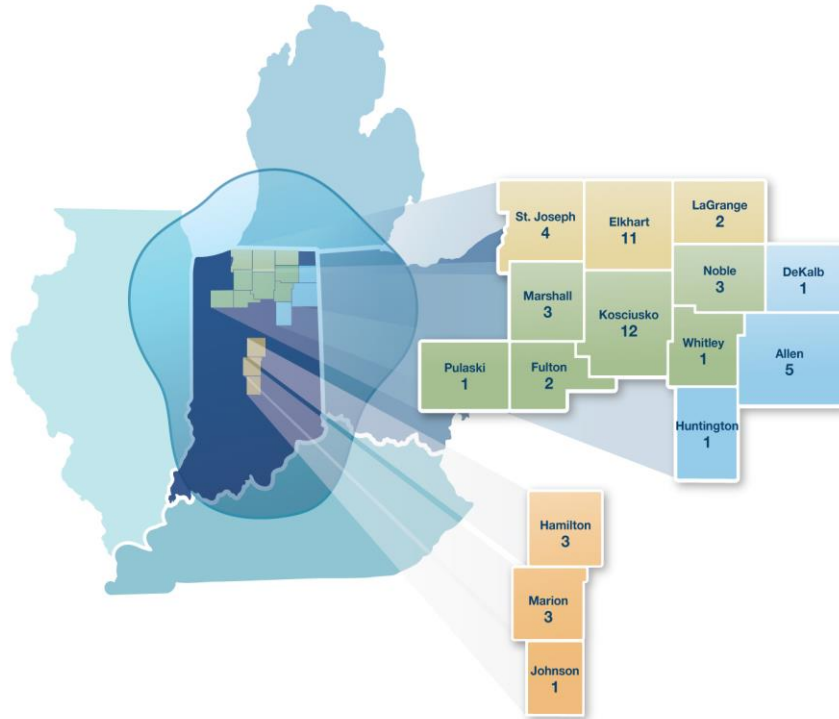 St. Joseph
4
Elkhart
11
LaGrange
2
Noble
3
DeKalb
1
Marshall
3
Kosciusko
12
Whitley
1
Allen
5
Pulaski
1
Fulton
2
Huntington
1
Hamilton
3
Marion
3
Johnson
1